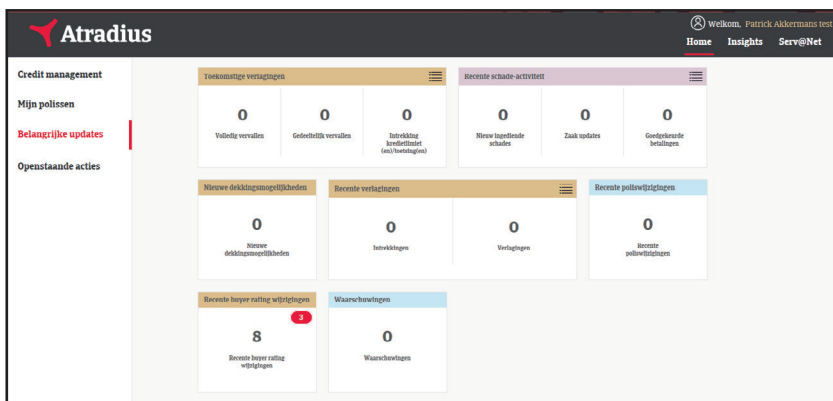 Atradius
Welkom, Patrick Akkermans test
Home Insights Serv@Net
Credit management
Mijn polissen
Belangrijke updates
Openstaande acties
Toekomstige verlagingen
0
Volledig vervallen
0
Gedeeltelijk vervallen
0
Intrekking
kredietlimiet
(en)/toetsing(en)
Recente schade-activiteit
0
Nieuw ingediende
schades
0
Zaak updates
0
Goedgekeurde
betalingen
Nieuwe dekkingsmogelijkheden
0
Nieuwe
dekkingsmogelijkheden
Recente verlagingen
0
Intrekkingen
0
Verlagingen
Recente poliswijzigingen
0
Recente
poliswijzigingen
Recente buyer rating wijzigingen
3
8
Recente buyer rating
wijzigingen
Waarschuwingen
0
Waarschuwingen